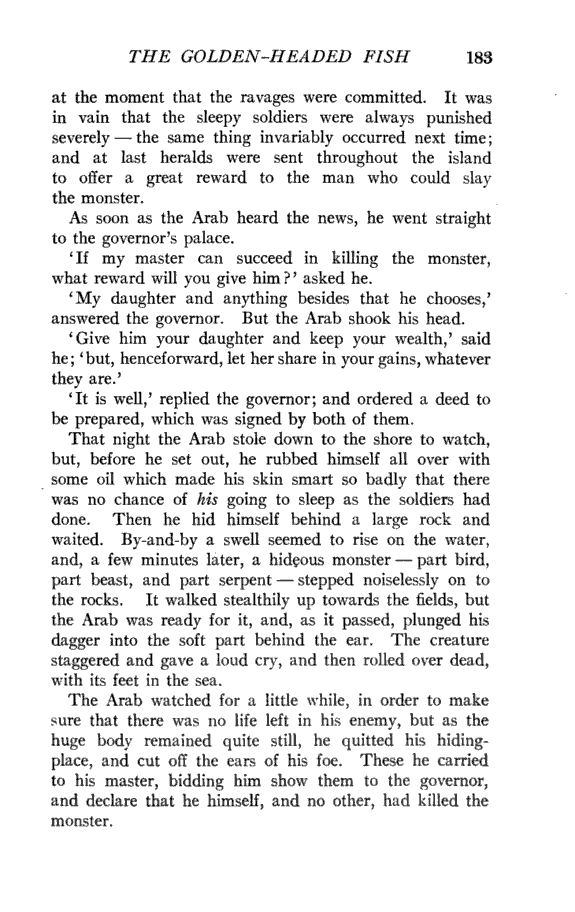 THE GOLDEN-HEADED FISH 183
at the moment that the ravages were committed. It was
in vain that the sleepy soldiers were always punished
severely — the same thing invariably occurred next time;
and at last heralds were sent throughout the island
to offer a great reward to the man who could slay
the monster.
As soon as the Arab heard the news, he went straight
to the governor's palace.
'If my master can succeed in killing the monster,
what reward will you give him?' asked he.
'My daughter and anything besides that he chooses,'
answered the governor. But the Arab shook his head.
'Give him your daughter and keep your wealth,' said
he; 'but, henceforward, let her share in your gains, whatever
they are.'
'It is well,' replied the governor; and ordered a deed to
be prepared, which was signed by both of them.
That night the Arab stole down to the shore to watch,
but, before he set out, he rubbed himself all over with
some oil which made his skin smart so badly that there
was no chance of his going to sleep as the soldiers had
done. Then he hid himself behind a large rock and
waited. By-and-by a swell seemed to rise on the water,
and, a few minutes later, a hideous monster — part bird,
part beast, and part serpent — stepped noiselessly on to
the rocks. It walked stealthily up towards the fields, but
the Arab was ready for it, and, as it passed, plunged his
dagger into the soft part behind the ear. The creature
staggered and gave a loud cry, and then rolled over dead,
with its feet in the sea.
The Arab watched for a little while, in order to make
sure that there was no life left in his enemy, but as the
huge body remained quite still, he quitted his hiding-
place, and cut off the ears of his foe. These he carried
to his master, bidding him show them to the governor,
and declare that he himself, and no other, had killed the
monster.